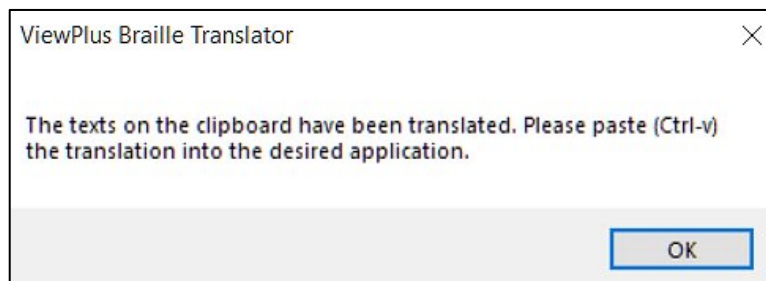 ViewPlus Braille Translator
The texts on the clipboard have been translated. Please paste (Ctrl-v)
the translation into the desired application.
OK